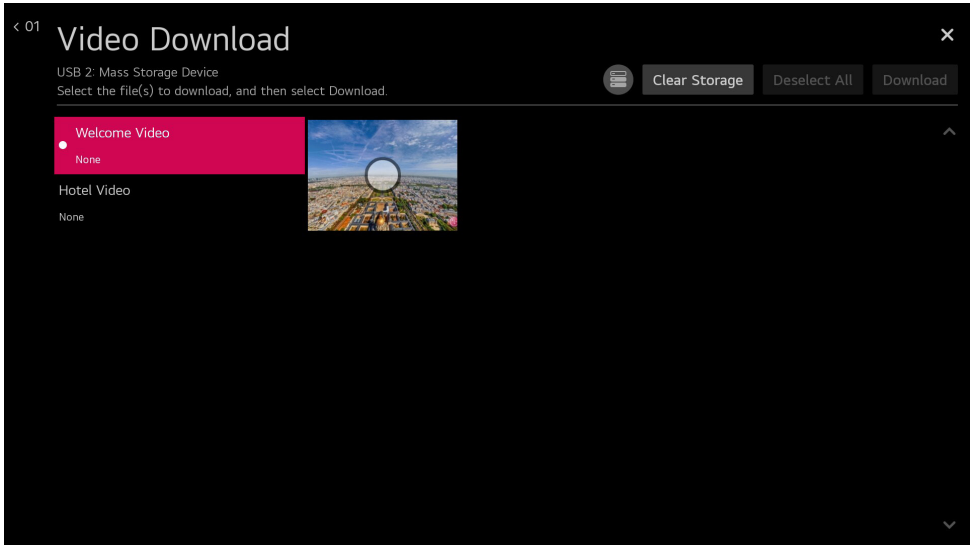 < 01
Video Download
USB 2: Mass Storage Device
Select the file(s) to download, and then select Download.
Clear Storage
Deselect All
Download
Welcome Video
None
Hotel Video
None